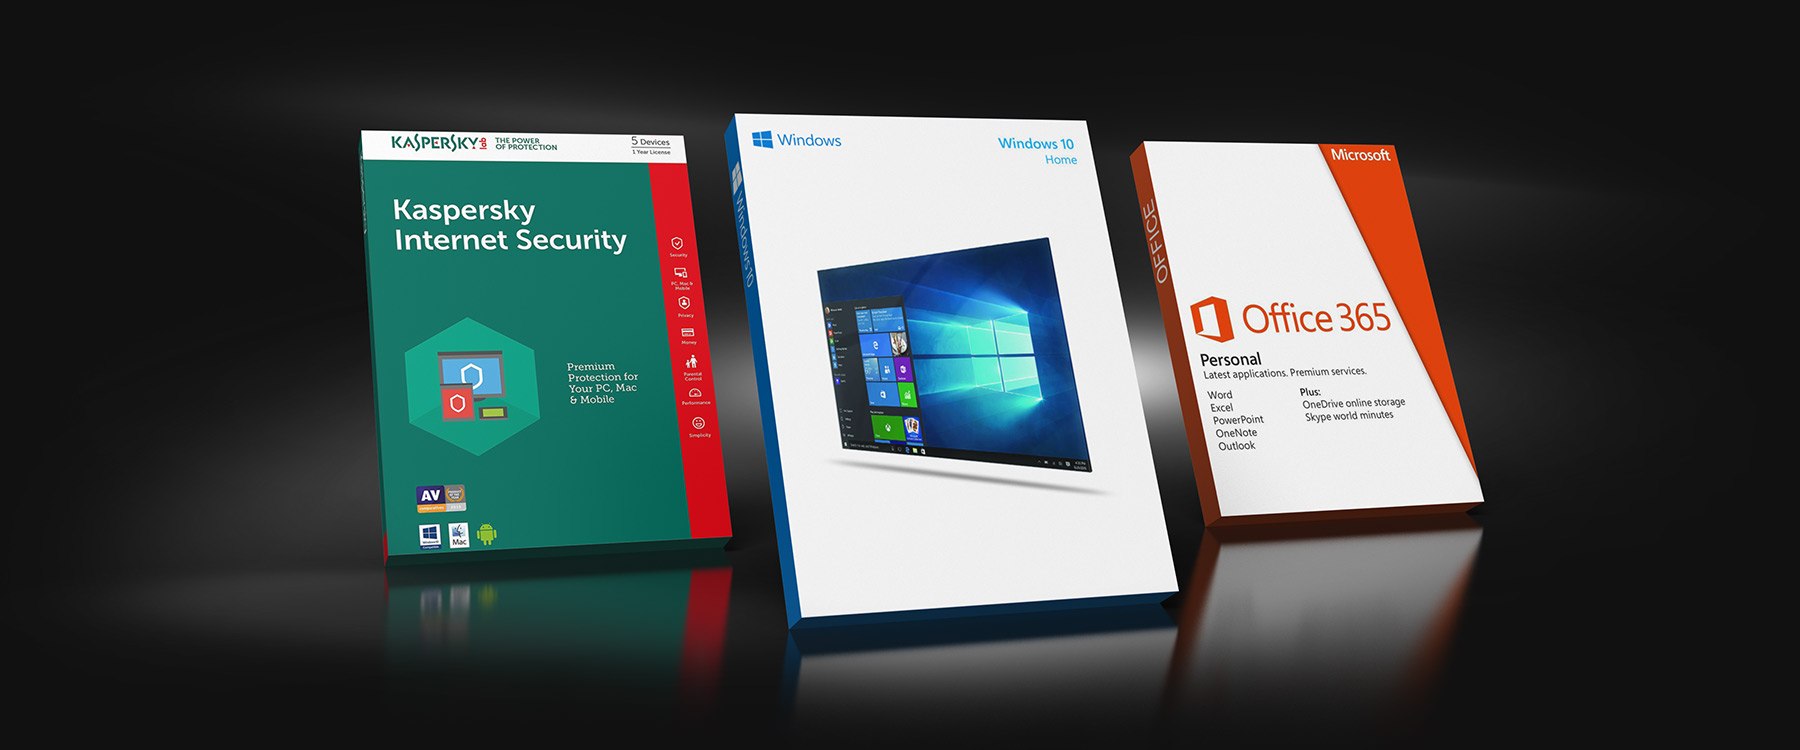 KASPERSKY lab
THE POWER
OF PROTECTION
5 Devices
1 Year License
Kaspersky
Internet Security
Security
PC, Mac &
Mobile
Privacy
Money
Parental
Control
Performance
Simplicity
Premium
Protection for
Your PC, Mac
& Mobile
AV
Mac
Windows
Windows 10
Home
Windows 10
Microsoft
OFFICE
Office 365
Personal
Latest applications. Premium services.
Word
Excel
PowerPoint
OneNote
Outlook
Plus:
OneDrive online storage
Skype world minutes